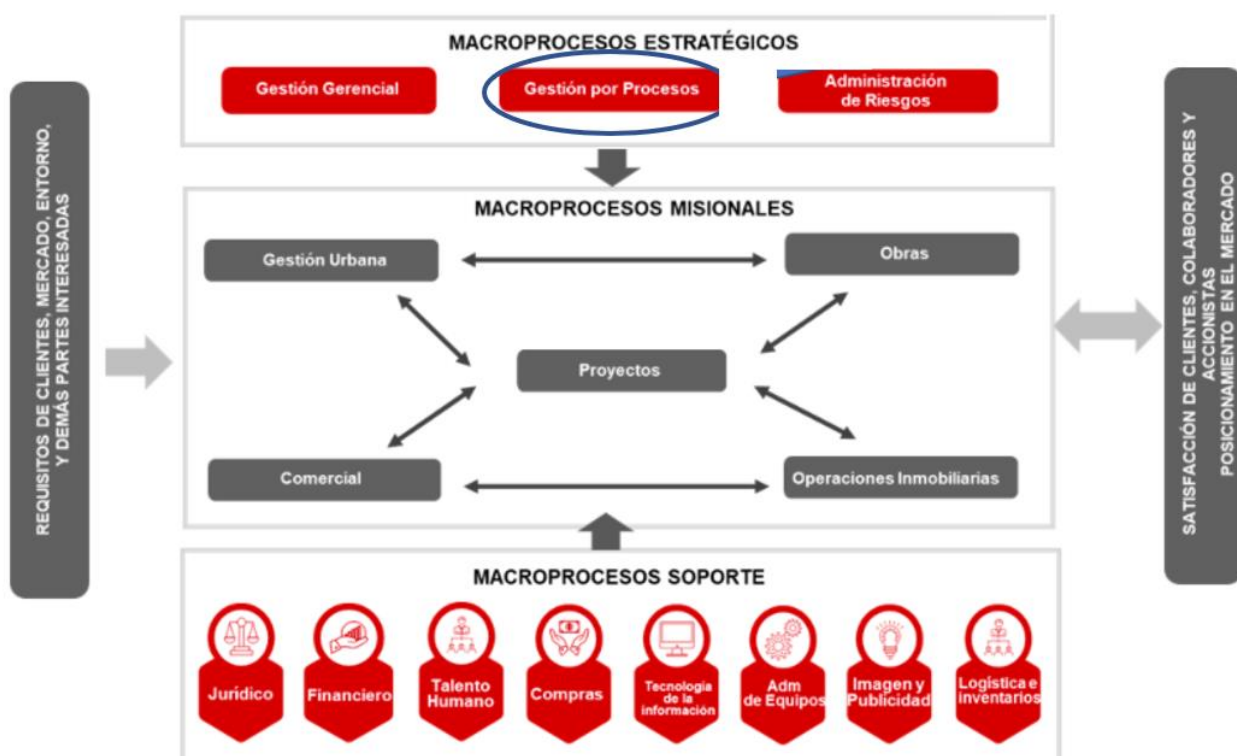 MACROPROCESOS ESTRATÉGICOS
Gestión Gerencial
Gestión por Procesos
Administración
de Riesgos
REQUISITOS DE CLIENTES, MERCADO, ENTORNO,
Y DEMÁS PARTES INTERESADAS
MACROPROCESOS MISIONALES
Gestión Urbana
Obras
Proyectos
Comercial
Operaciones Inmobiliarias
SATISFACCIÓN DE CLIENTES, COLABORADORES Y
ACCIONISTAS
POSICIONAMIENTO EN EL MERCADO
MACROPROCESOS SOPORTE
Jurídico
Financiero
Talento
Humano
Compras
Tecnología
de la
información
Adm
de Equipos
Imagen y
Publicidad
Logística e
inventarios